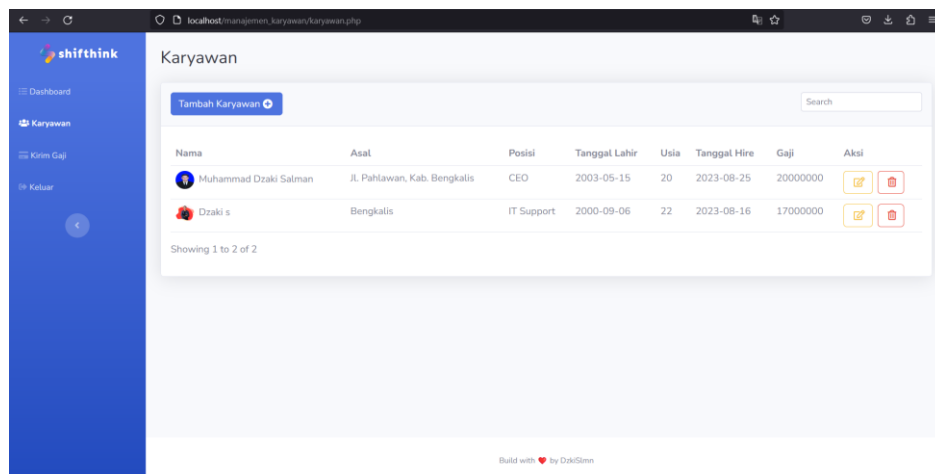 localhost/manajemen_karyawan/karyawan.php
shifthink
Dashboard
Karyawan
Kirim Gaji
Keluar
Karyawan
Tambah Karyawan
Search
Nama Asal Posisi Tanggal Lahir Usia Tanggal Hire Gaji Aksi
Muhammad Dzaki Salman Jl. Pahlawan, Kab. Bengkalis CEO 2003-05-15 20 2023-08-25 20000000
Dzaki s Bengkalis IT Support 2000-09-06 22 2023-08-16 17000000
Showing 1 to 2 of 2
Build with ❤ by DzkiSlmn